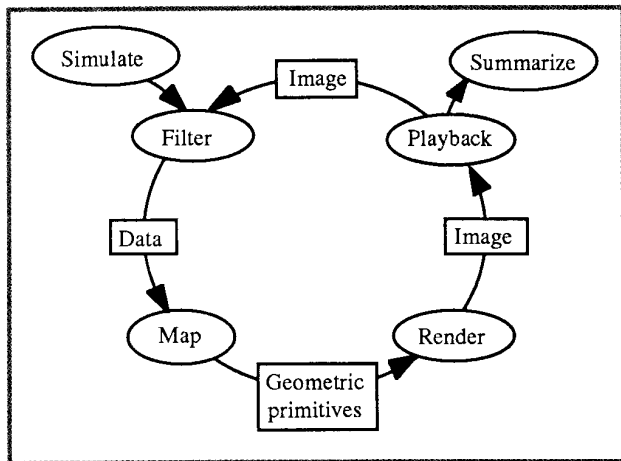 Simulate
Image
Summarize
Filter
Playback
Data
Image
Map
Render
Geometric
primitives